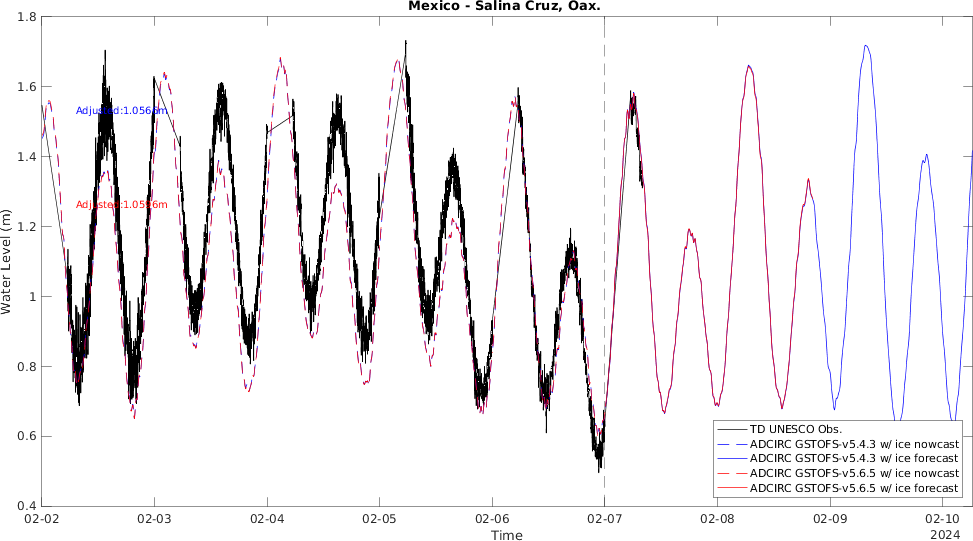 Mexico - Salina Cruz, Oax.
1.8
1.6
1.4
1.2
1
0.8
0.6
0.4
Water Level (m)
Adjusted:1.0566m
Adjusted:1.0596m
TD UNESCO Obs.
ADCIRC GSTOFS-v5.4.3 w/ ice nowcast
ADCIRC GSTOFS-v5.4.3 w/ ice forecast
ADCIRC GSTOFS-v5.6.5 w/ ice nowcast
ADCIRC GSTOFS-v5.6.5 w/ ice forecast
02-02 02-03 02-04 02-05 02-06 02-07 02-08 02-09 02-10
Time
2024